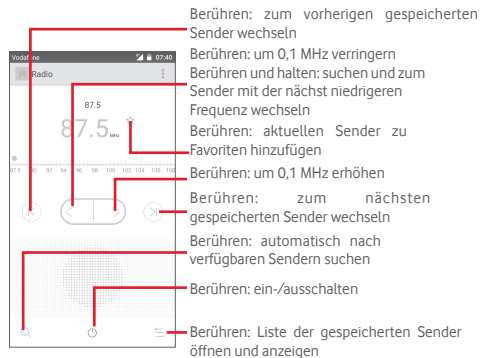 Berühren: zum vorherigen gespeicherten
Sender wechseln
Berühren: um 0,1 MHz verringern
Berühren und halten: suchen und zum
Sender mit der nächst niedrigeren
Frequenz wechseln
Berühren: aktuellen Sender zu
Favoriten hinzufügen
Berühren: um 0,1 MHz erhöhen
Berühren: zum nächsten
gespeicherten Sender wechseln
Berühren: automatisch nach
verfügbaren Sendern suchen
Berühren: ein-/ausschalten
Berühren: Liste der gespeicherten Sender
öffnen und anzeigen
Vodafone 07:40
Radio
87.5
87.5 MHz
87.5 90 92 94 96 98 100 102 104 106 108